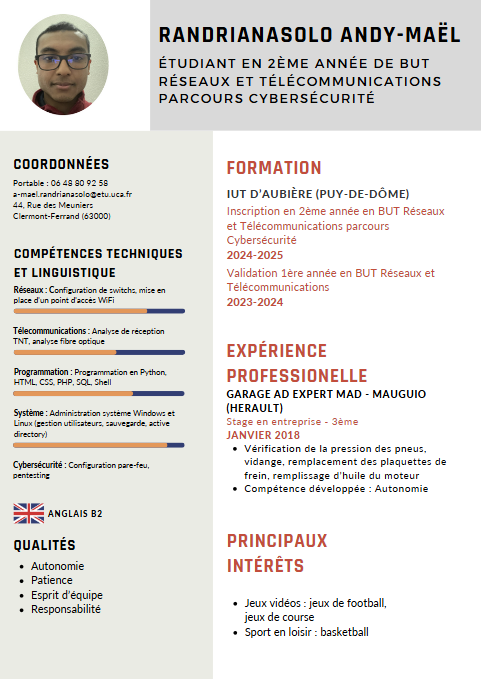 RANDRIANASOLO ANDY-MAËL
ÉTUDIANT EN 2ÈME ANNÉE DE BUT
RÉSEAUX ET TÉLÉCOMMUNICATIONS
PARCOURS CYBERSÉCURITÉ
COORDONNÉES
Portable : 06 48 80 92 58
a-mael.randrianasolo@etu.uca.fr
44, Rue des Meuniers
Clermont-Ferrand (63000)
COMPÉTENCES TECHNIQUES
ET LINGUISTIQUE
Réseaux : Configuration de switchs, mise en
place d'un point d'accès WiFi
Télecommunications : Analyse de réception
TNT, analyse fibre optique
Programmation : Programmation en Python,
HTML, CSS, PHP, SQL, Shell
Système : Administration système Windows et
Linux (gestion utilisateurs, sauvegarde, active
directory)
Cybersécurité : Configuration pare-feu,
pentesting
ANGLAIS B2
QUALITÉS
Autonomie
Patience
Esprit d'équipe
Responsabilité
FORMATION
IUT D'AUBIÈRE (PUY-DE-DÔME)
Inscription en 2ème année en BUT Réseaux
et Télécommunications parcours
Cybersécurité
2024-2025
Validation 1ère année en BUT Réseaux et
Télécommunications
2023-2024
EXPÉRIENCE
PROFESSIONELLE
GARAGE AD EXPERT MAD - MAUGUIO
(HERAULT)
Stage en entreprise - 3ème
JANVIER 2018
Vérification de la pression des pneus,
vidange, remplacement des plaquettes de
frein, remplissage d'huile du moteur
Compétence développée : Autonomie
PRINCIPAUX
INTÉRÊTS
Jeux vidéos : jeux de football,
jeux de course
Sport en loisir : basketball